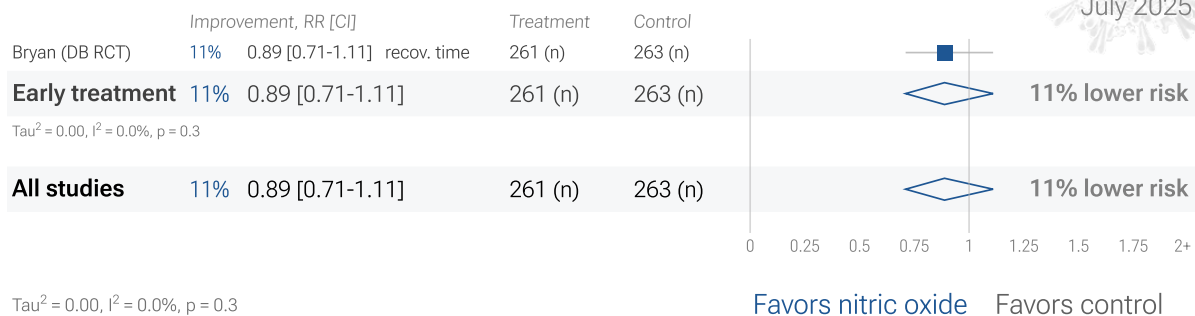 July 2025
Improvement, RR [CI] Treatment Control
Bryan (DB RCT) 11% 0.89 [0.71-1.11] recov. time 261 (n) 263 (n)
Early treatment 11% 0.89 [0.71-1.11] 261 (n) 263 (n) 11% lower risk
Tau² = 0.00, I² = 0.0%, p = 0.3
All studies 11% 0.89 [0.71-1.11] 261 (n) 263 (n) 11% lower risk
0 0.25 0.5 0.75 1 1.25 1.5 1.75 2+
Tau² = 0.00, I² = 0.0%, p = 0.3 Favors nitric oxide Favors control